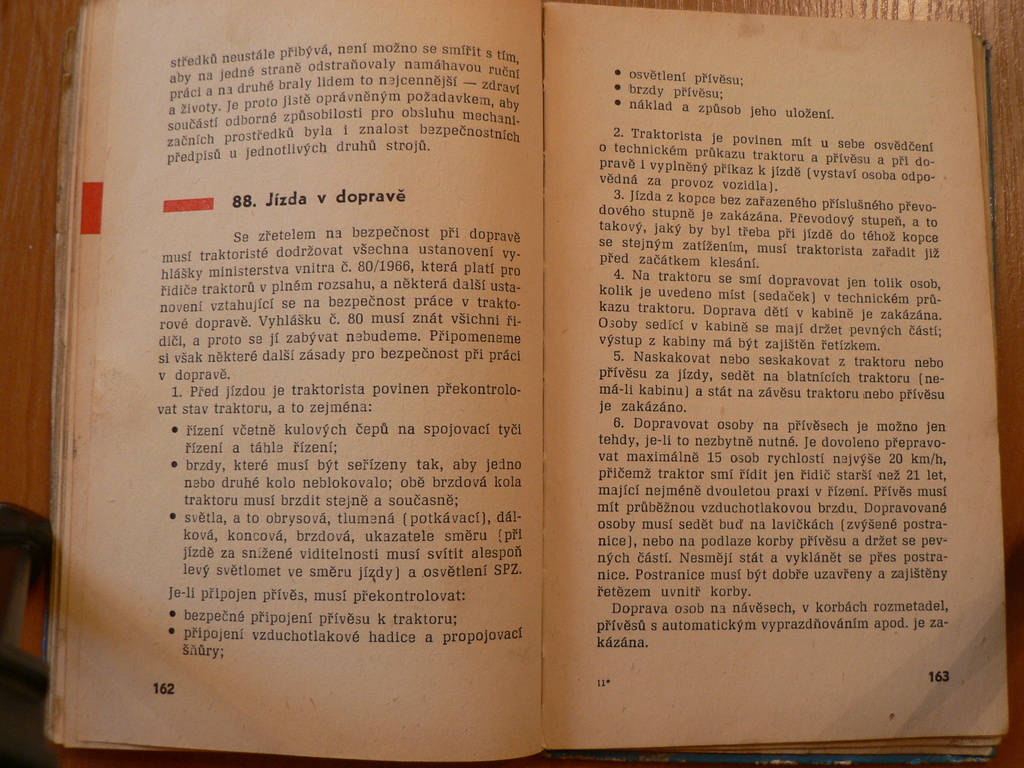 středků neustále přibývá, není možno se smířit s tím,
aby na jedné straně odstraňovaly namáhavou ruční
práci a na druhé braly lidem to nejcennější — zdraví
a životy. Je proto jistě oprávněným požadavkem, aby
součástí odborné způsobilosti pro obsluhu mechani-
začních prostředků byla i znalost bezpečnostních
předpisů u jednotlivých druhů strojů.
88. Jízda v dopravě
Se zřetelem na bezpečnost při dopravě
musí traktoristé dodržovat všechna ustanovení vy-
hlášky ministerstva vnitra č. 80/1966, která platí pro
řidiče traktorů v plném rozsahu, a některá další usta-
novení vztahující se na bezpečnost práce v trakto-
rové dopravě. Vyhlášku č. 80 musí znát všichni ři-
diči, a proto se jí zabývat nebudeme. Připomeneme
si však některé další zásady pro bezpečnost při práci
v dopravě.
1. Před jízdou je traktorista povinen překontrolo-
vat stav traktoru, a to zejména:
• řízení včetně kulových čepů na spojovací tyči
řízení a táhle řízení;
• brzdy, které musí být seřízeny tak, aby jedno
nebo druhé kolo neblokovalo; obě brzdová kola
traktoru musí brzdit stejně a současně;
• světla, a to obrysová, tlumená (potkávací), dál-
ková, koncová, brzdová, ukazatele směru (při
jízdě za snížené viditelnosti musí svítit alespoň
levý světlomet ve směru jízdy) a osvětlení SPZ.
Je-li připojen přívěs, musí překontrolovat:
• bezpečné připojení přívěsu k traktoru;
• připojení vzduchotlakové hadice a propojovací
šňůry;
162
• osvětlení přívěsu;
• brzdy přívěsu;
• náklad a způsob jeho uložení.
2. Traktorista je povinen mít u sebe osvědčení
o technickém průkazu traktoru a přívěsu a při do-
pravě i vyplněný příkaz k jízdě (vystaví osoba odpo-
vědná za provoz vozidla).
3. Jízda z kopce bez zařazeného příslušného převo-
dového stupně je zakázána. Převodový stupeň, a to
takový, jaký by byl třeba při jízdě do téhož kopce
se stejným zatížením, musí traktorista zařadit již
před začátkem klesání.
4. Na traktoru se smí dopravovat jen tolik osob,
kolik je uvedeno míst (sedaček) v technickém prů-
kazu traktoru. Doprava dětí v kabině je zakázána.
Osoby sedící v kabině se mají držet pevných částí;
výstup z kabiny má být zajištěn řetízkem.
5. Naskakovat nebo seskakovat z traktoru nebo
přívěsu za jízdy, sedět na blatnících traktoru (ne-
má-li kabinu) a stát na závěsu traktoru nebo přívěsu
je zakázáno.
6. Dopravovat osoby na přívěsech je možno jen
tehdy, je-li to nezbytně nutné. Je dovoleno přepravo-
vat maximálně 15 osob rychlostí nejvýše 20 km/h,
přičemž traktor smí řídit jen řidič starší než 21 let,
mající nejméně dvouletou praxi v řízení. Přívěs musí
mít průběžnou vzduchotlakovou brzdu. Dopravované
osoby musí sedět buď na lavičkách (zvýšené postra-
nice), nebo na podlaze korby přívěsu a držet se pev-
ných částí. Nesmějí stát a vyklánět se přes postra-
nice. Postranice musí být dobře uzavřeny a zajištěny
řetězem uvnitř korby.
Doprava osob na návěsech, v korbách rozmetadel,
přívěsů s automatickým vyprazdňováním apod. je za-
kázána.
11*
163